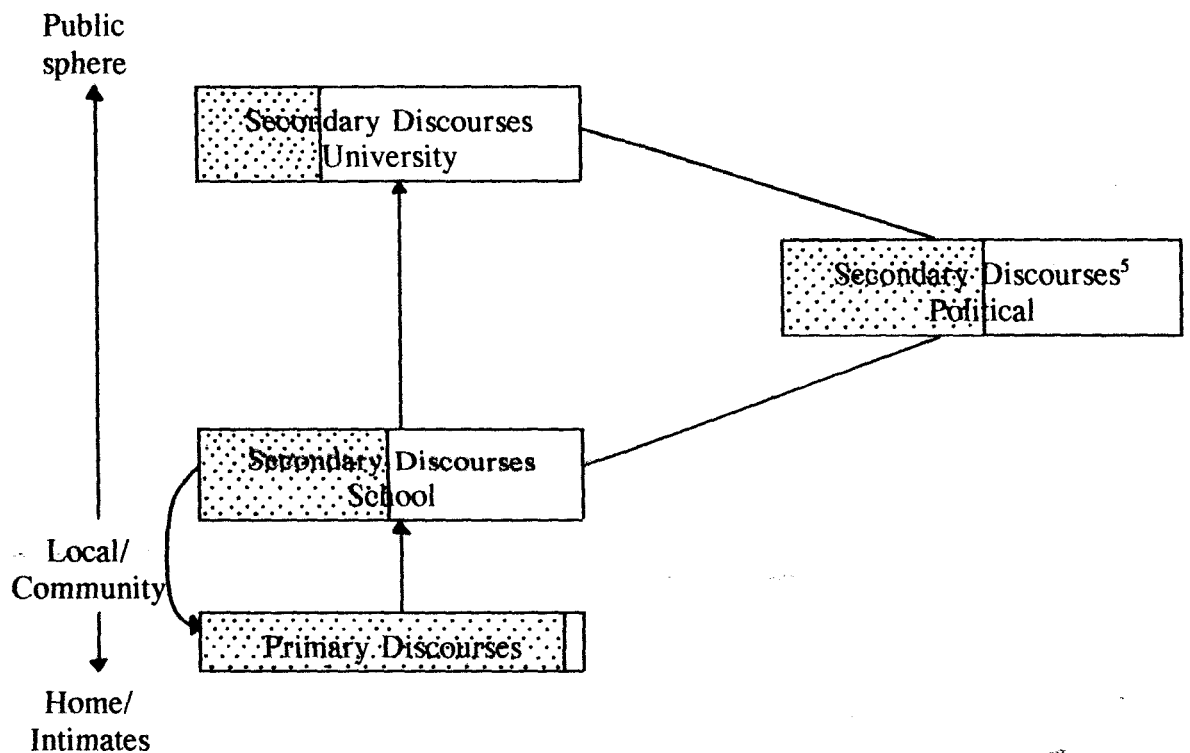 Public
sphere
Secondary Discourses
University
Secondary Discourses⁵
Political
Secondary Discourses
School
Local/
Community
Primary Discourses
Home/
Intimates